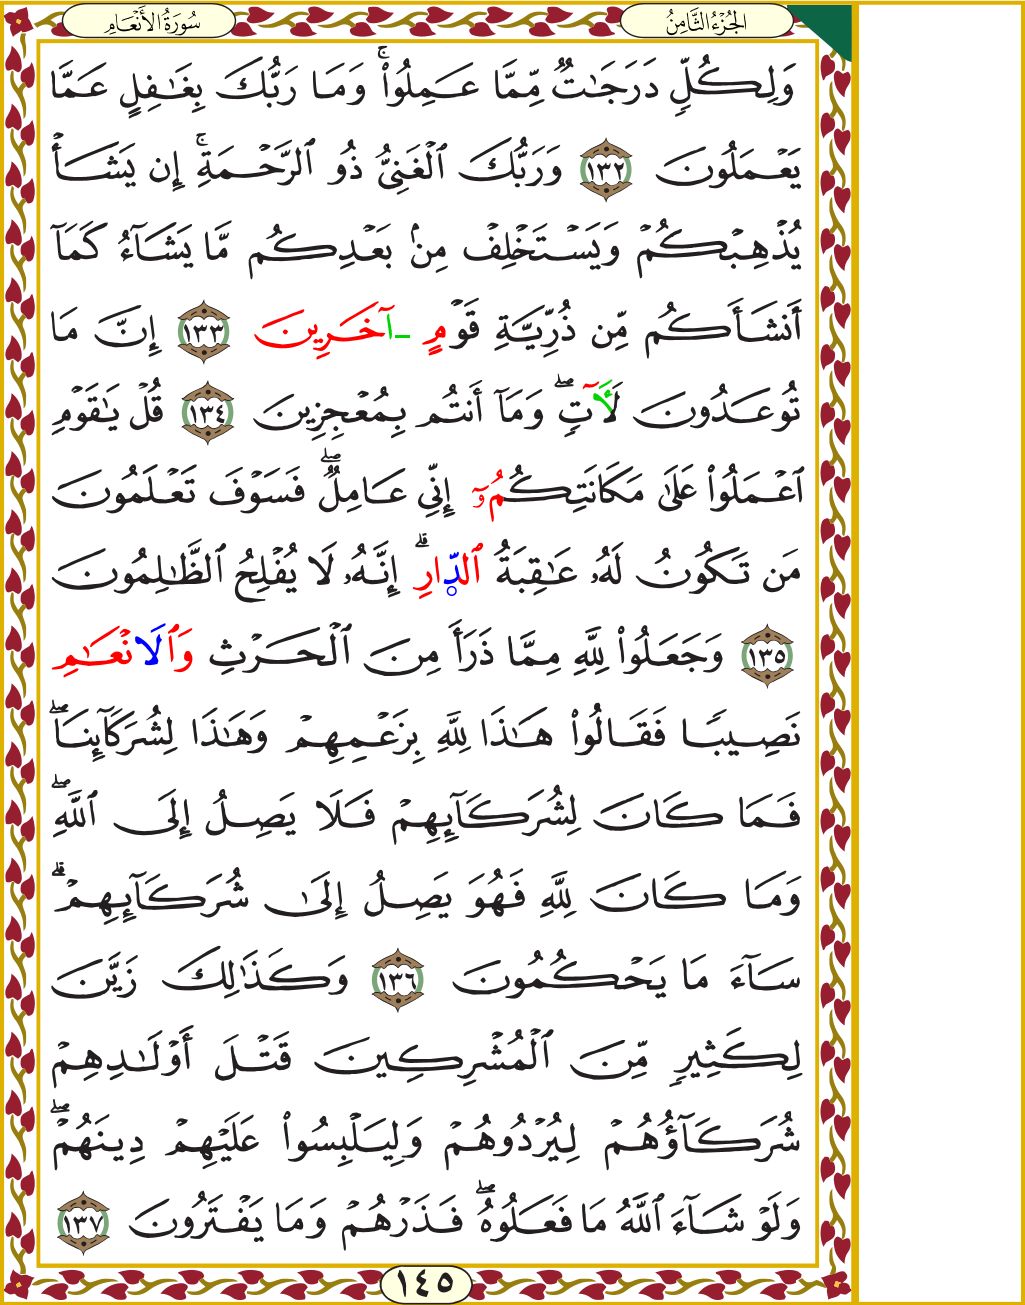 الجُزْءُ الثَّامِنُ
سُورَةُ الأَنْعَامِ
وَلِكُلٍّ دَرَجَٰتٌ مِّمَّا عَمِلُوا۟ۚ وَمَا رَبُّكَ بِغَٰفِلٍ عَمَّا
يَعْمَلُونَ ١٣٢ وَرَبُّكَ ٱلْغَنِىُّ ذُو ٱلرَّحْمَةِۚ إِن يَشَأْ
يُذْهِبْكُمْ وَيَسْتَخْلِفْ مِنۢ بَعْدِكُم مَّا يَشَآءُ كَمَآ
أَنشَأَكُم مِّن ذُرِّيَّةِ قَوْمٍ ـ اٰخَرِينَ ١٣٣ إِنَّ مَا
تُوعَدُونَ لَأٓتٍۖ وَمَآ أَنتُم بِمُعْجِزِينَ ١٣٤ قُلْ يَٰقَوْمِ
ٱعْمَلُوا۟ عَلَىٰ مَكَانَتِكُمُۥٓ إِنِّى عَامِلٌۖ فَسَوْفَ تَعْلَمُونَ
مَن تَكُونُ لَهُۥ عَٰقِبَةُ ٱلدّ۪ارِۗ إِنَّهُۥ لَا يُفْلِحُ ٱلظَّٰلِمُونَ
١٣٥ وَجَعَلُوا۟ لِلَّهِ مِمَّا ذَرَأَ مِنَ ٱلْحَرْثِ وَٱلَانْعَٰمِ
نَصِيبًا فَقَالُوا۟ هَٰذَا لِلَّهِ بِزَعْمِهِمْ وَهَٰذَا لِشُرَكَآئِنَاۖ
فَمَا كَانَ لِشُرَكَآئِهِمْ فَلَا يَصِلُ إِلَى ٱللَّهِۖ
وَمَا كَانَ لِلَّهِ فَهُوَ يَصِلُ إِلَىٰ شُرَكَآئِهِمْۗ
سَآءَ مَا يَحْكُمُونَ ١٣٦ وَكَذَٰلِكَ زَيَّنَ
لِكَثِيرٍ مِّنَ ٱلْمُشْرِكِينَ قَتْلَ أَوْلَٰدِهِمْ
شُرَكَآؤُهُمْ لِيُرْدُوهُمْ وَلِيَلْبِسُوا۟ عَلَيْهِمْ دِينَهُمْۖ
وَلَوْ شَآءَ ٱللَّهُ مَا فَعَلُوهُۖ فَذَرْهُمْ وَمَا يَفْتَرُونَ ١٣٧
١٤٥